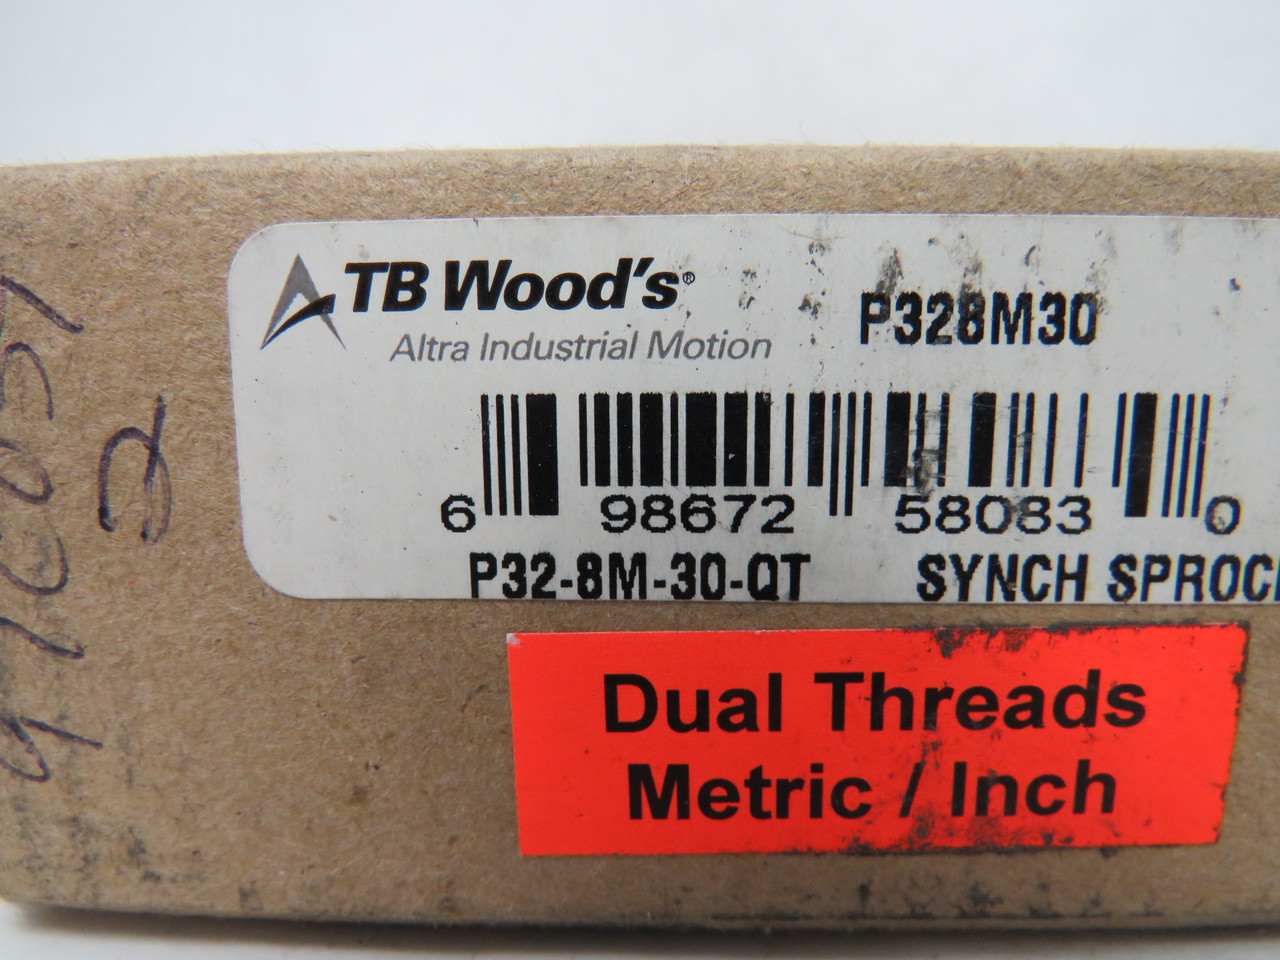 TB Wood's®
Altra Industrial Motion
P328M30
6 98672 58083 0
P32-8M-30-QT SYNCH SPROC
Dual Threads
Metric / Inch
2